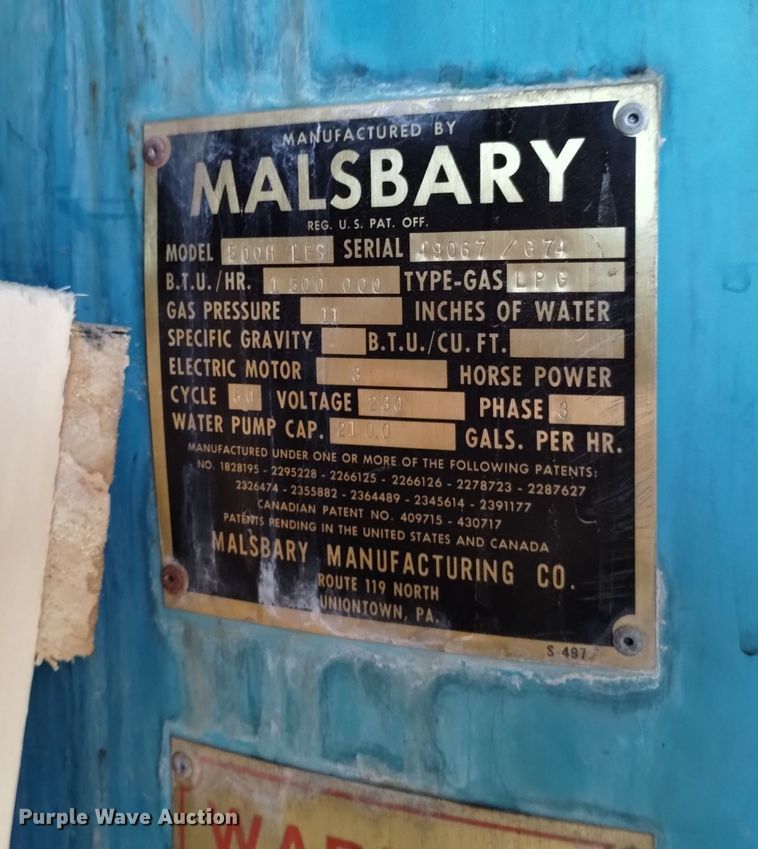 MANUFACTURED BY
MALSBARY
REG. U.S. PAT. OFF.
MODEL 500H LES SERIAL 49067 / G74
B.T.U./HR. 1 500 000 TYPE-GAS LPG
GAS PRESSURE 11 INCHES OF WATER
SPECIFIC GRAVITY - B.T.U./CU. FT.
ELECTRIC MOTOR 3 HORSE POWER
CYCLE 60 VOLTAGE 230 PHASE 3
WATER PUMP CAP. GALS. PER HR.
MANUFACTURED UNDER ONE OR MORE OF THE FOLLOWING PATENTS:
NO. 1828195 - 2295228 - 2266125 - 2266126 - 2278723 - 2287627
2326474 - 2355882 - 2364489 - 2345614 - 2391177
CANADIAN PATENT NO. 409715 - 430717
PATENTS PENDING IN THE UNITED STATES AND CANADA
MALSBARY MANUFACTURING CO.
ROUTE 119 NORTH
UNIONTOWN, PA.
S-497
Purple Wave Auction